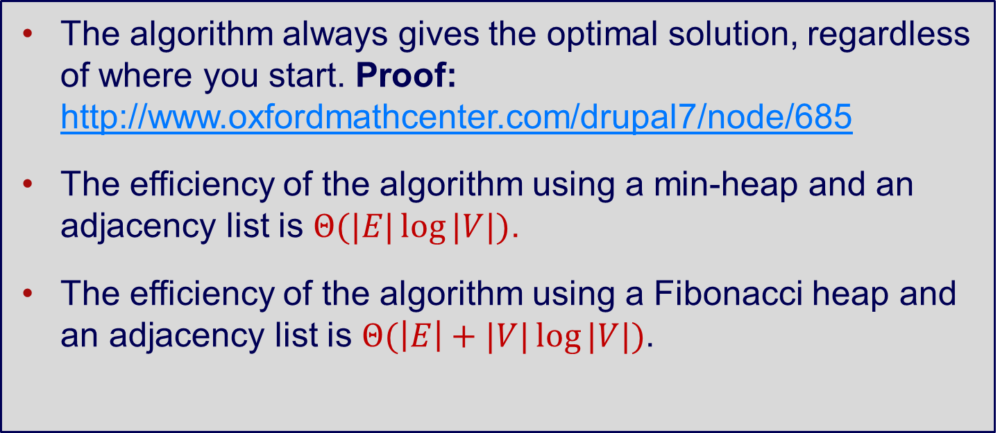 • The algorithm always gives the optimal solution, regardless
of where you start. Proof:
http://www.oxfordmathcenter.com/drupal7/node/685
• The efficiency of the algorithm using a min-heap and an
adjacency list is Θ(|E| log |V|).
• The efficiency of the algorithm using a Fibonacci heap and
an adjacency list is Θ(|E| + |V| log |V|).